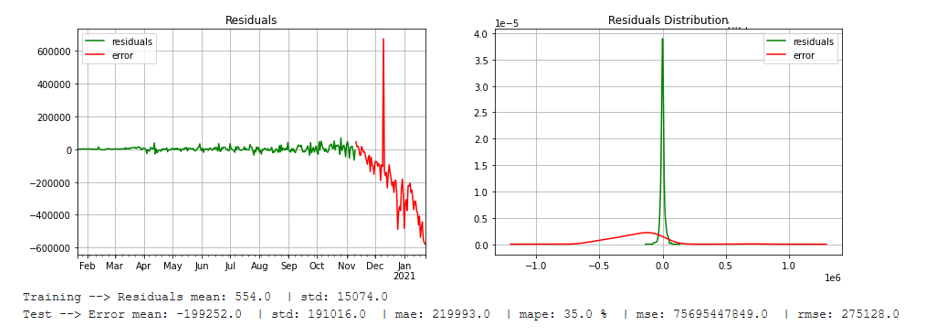 Residuals
residuals
error
600000
400000
200000
0
−200000
−400000
−600000
Feb Mar Apr May Jun Jul Aug Sep Oct Nov Dec Jan
2021
Residuals Distribution
1e−5
residuals
error
4.0
3.5
3.0
2.5
2.0
1.5
1.0
0.5
0.0
−1.0 −0.5 0.0 0.5 1.0
1e6
Training --> Residuals mean: 554.0 | std: 15074.0
Test --> Error mean: -199252.0 | std: 191016.0 | mae: 219993.0 | mape: 35.0 % | mse: 75695447849.0 | rmse: 275128.0